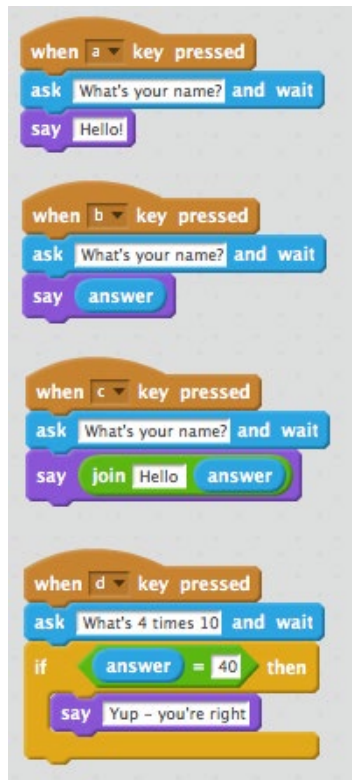 when a key pressed
ask What's your name? and wait
say Hello!
when b key pressed
ask What's your name? and wait
say answer
when c key pressed
ask What's your name? and wait
say join Hello answer
when d key pressed
ask What's 4 times 10 and wait
if answer = 40 then
say Yup – you're right